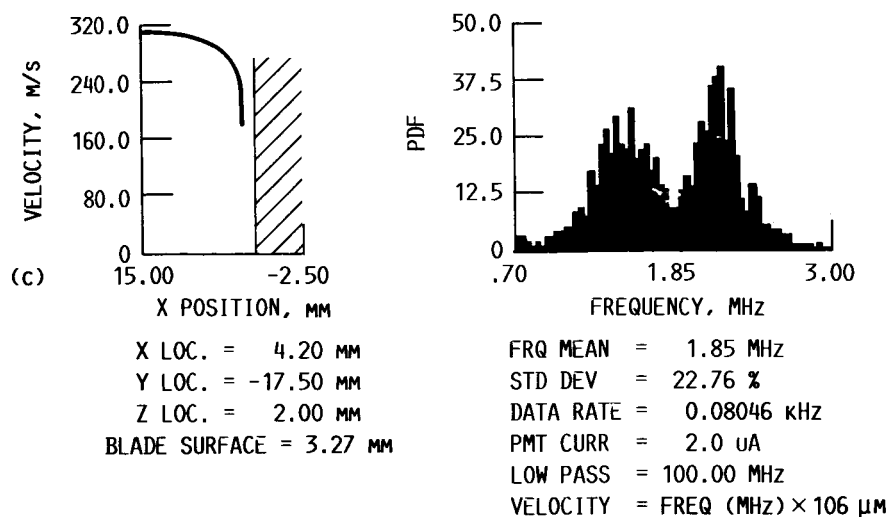 320.0
240.0
160.0
80.0
0
VELOCITY, M/S
15.00 -2.50
(C)
X POSITION, MM
X LOC. = 4.20 MM
Y LOC. = -17.50 MM
Z LOC. = 2.00 MM
BLADE SURFACE = 3.27 MM
50.0
37.5
25.0
12.5
0
PDF
.70 1.85 3.00
FREQUENCY, MHz
FRQ MEAN = 1.85 MHz
STD DEV = 22.76 %
DATA RATE = 0.08046 KHz
PMT CURR = 2.0 uA
LOW PASS = 100.00 MHz
VELOCITY = FREQ (MHz) × 106 µM